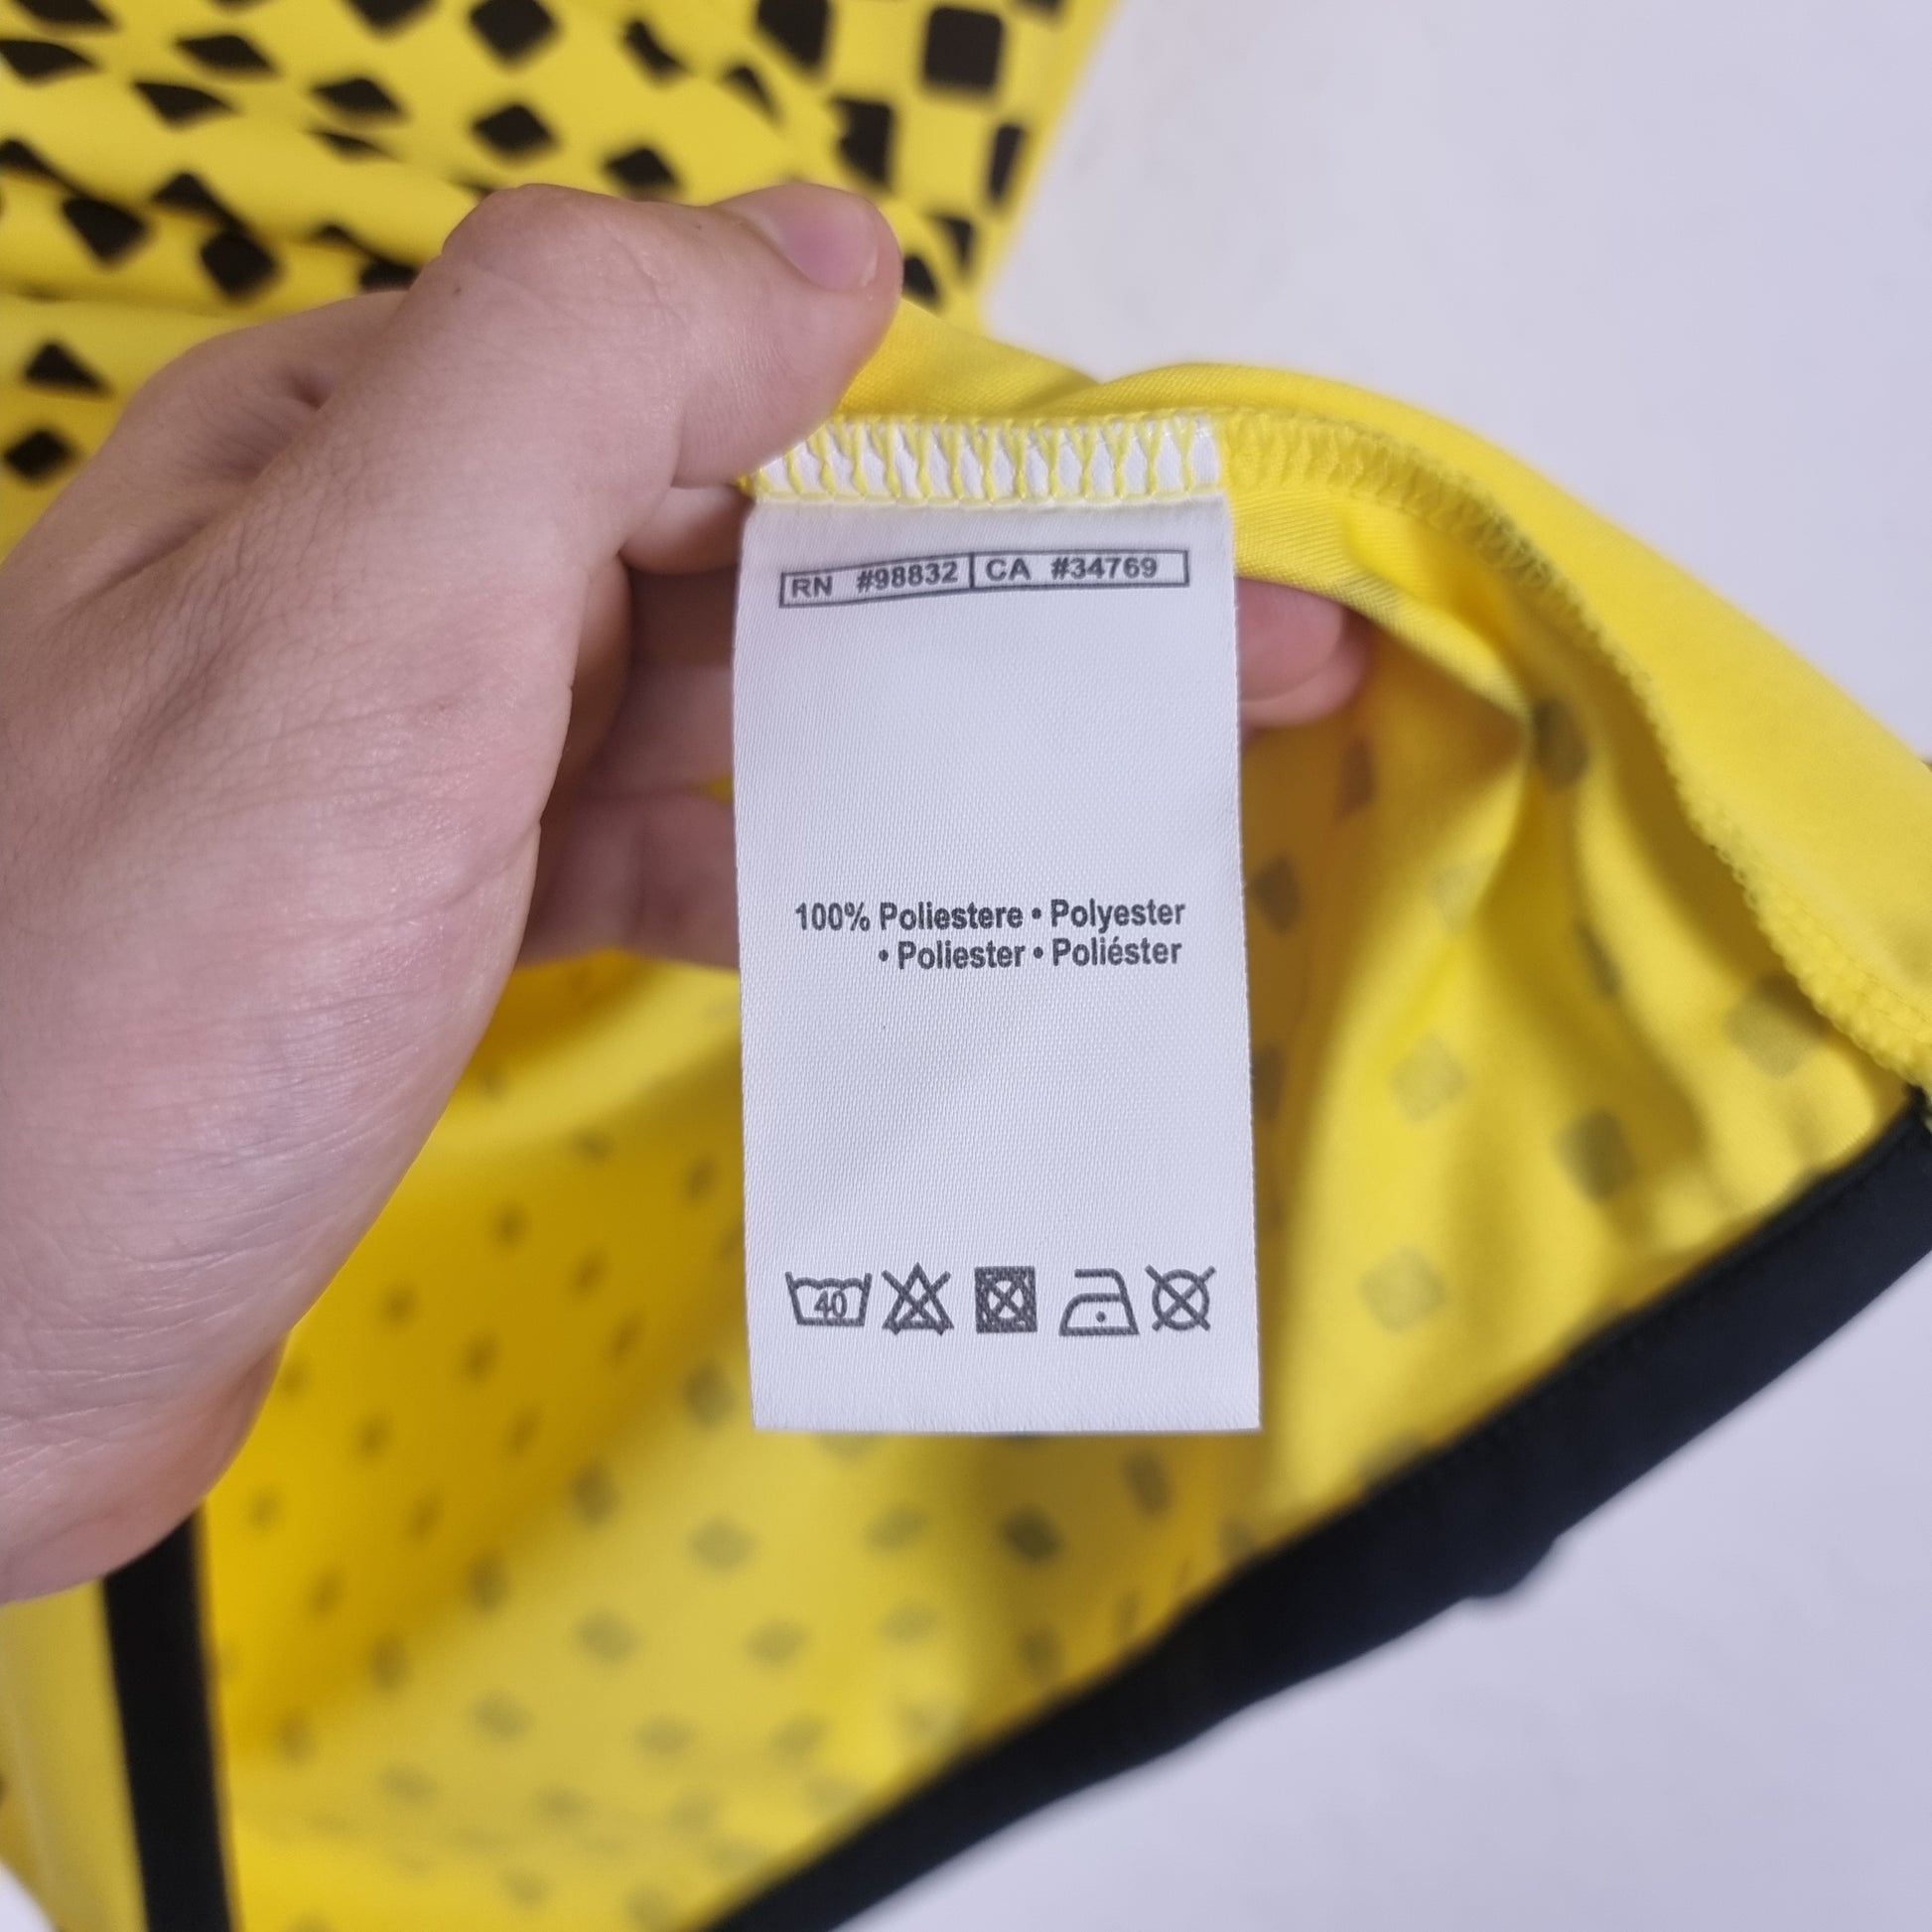 RN #98832 CA #34769
100% Poliestere • Polyester
• Poliester • Poliéster
40